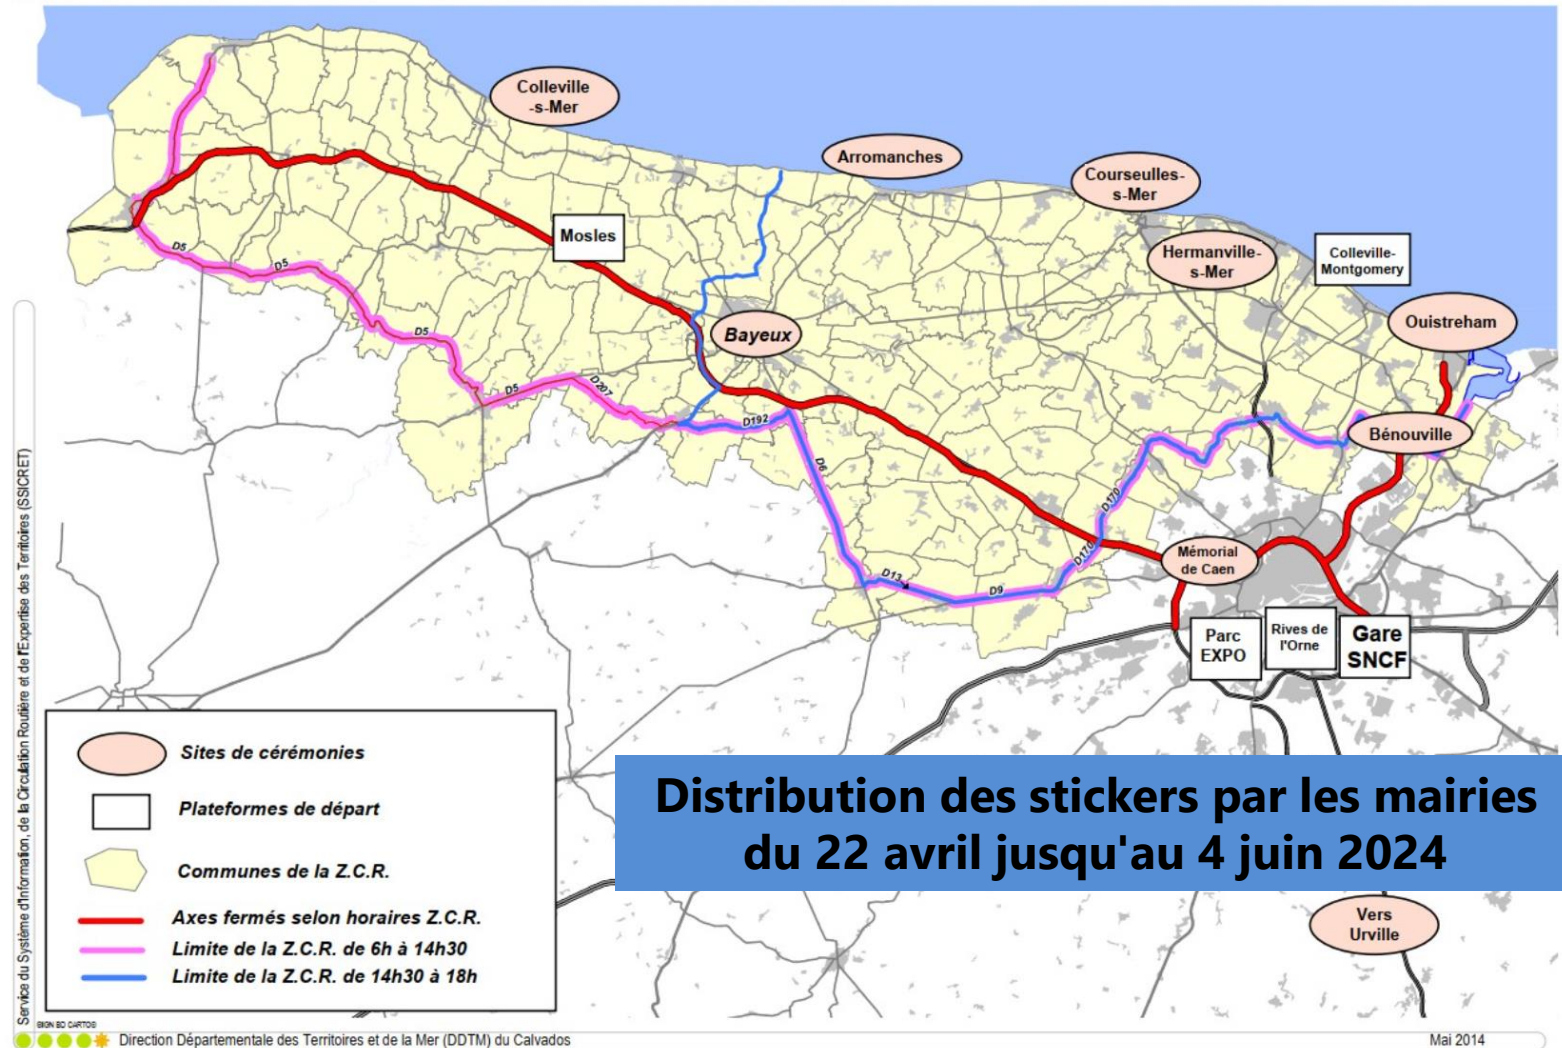 Colleville
-s-Mer
Arromanches
Courseulles-
s-Mer
Mosles
Hermanville-
s-Mer
Colleville-
Montgomery
D5
D5
Bayeux
Ouistreham
D5
D5
D207
D192
Bénouville
D6
D170
D170
Mémorial
de Caen
D13
D9
Parc
EXPO
Rives de
l'Orne
Gare
SNCF
Sites de cérémonies
Plateformes de départ
Communes de la Z.C.R.
Axes fermés selon horaires Z.C.R.
Limite de la Z.C.R. de 6h à 14h30
Limite de la Z.C.R. de 14h30 à 18h
Distribution des stickers par les mairies
du 22 avril jusqu'au 4 juin 2024
Vers
Urville
Service du Système d'Information, de la Circulation Routière et de l'Expertise des Territoires (SSICRET)
©IGN BD CARTO®
Direction Départementale des Territoires et de la Mer (DDTM) du Calvados
Mai 2014